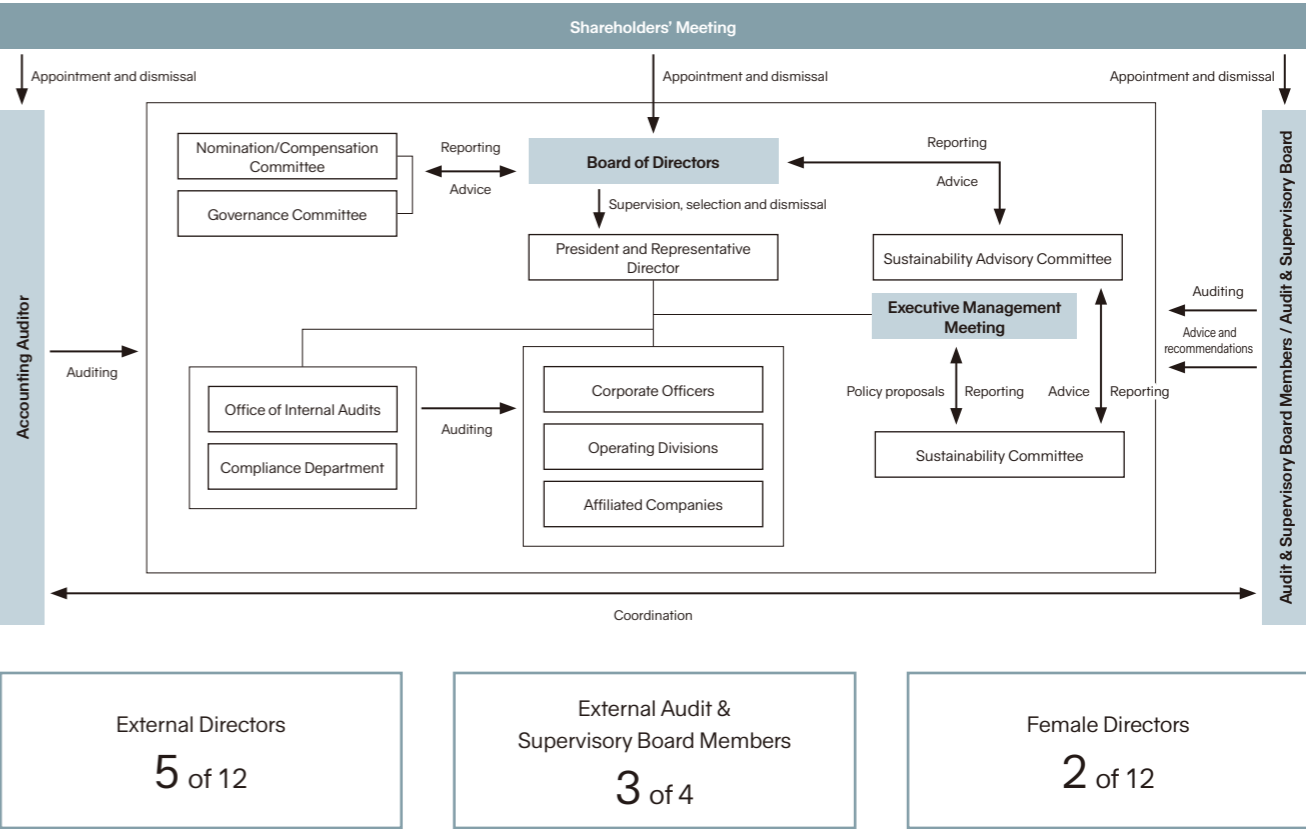 Shareholders' Meeting
Appointment and dismissal
Appointment and dismissal
Appointment and dismissal
Accounting Auditor
Auditing
Nomination/Compensation
Committee
Governance Committee
Reporting
Advice
Board of Directors
Reporting
Advice
Supervision, selection and dismissal
President and Representative
Director
Sustainability Advisory Committee
Executive Management
Meeting
Office of Internal Audits
Compliance Department
Auditing
Corporate Officers
Operating Divisions
Affiliated Companies
Policy proposals
Reporting
Advice
Reporting
Sustainability Committee
Auditing
Advice and
recommendations
Audit & Supervisory Board Members / Audit & Supervisory Board
Coordination
External Directors
5 of 12
External Audit &
Supervisory Board Members
3 of 4
Female Directors
2 of 12